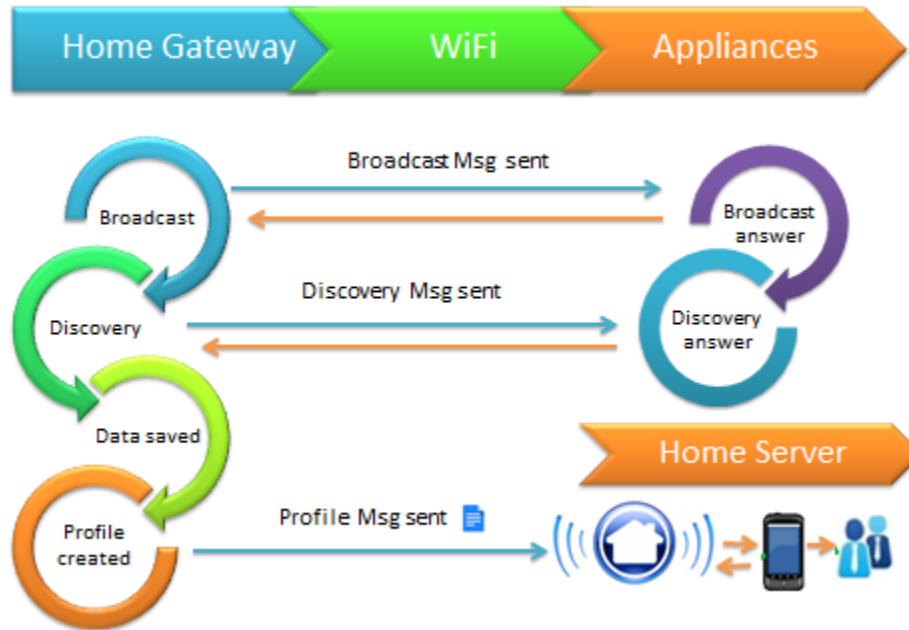 Home Gateway
WiFi
Appliances
Broadcast Msg sent
Broadcast
Broadcast
answer
Discovery Msg sent
Discovery
Discovery
answer
Data saved
Home Server
Profile Msg sent
Profile
created